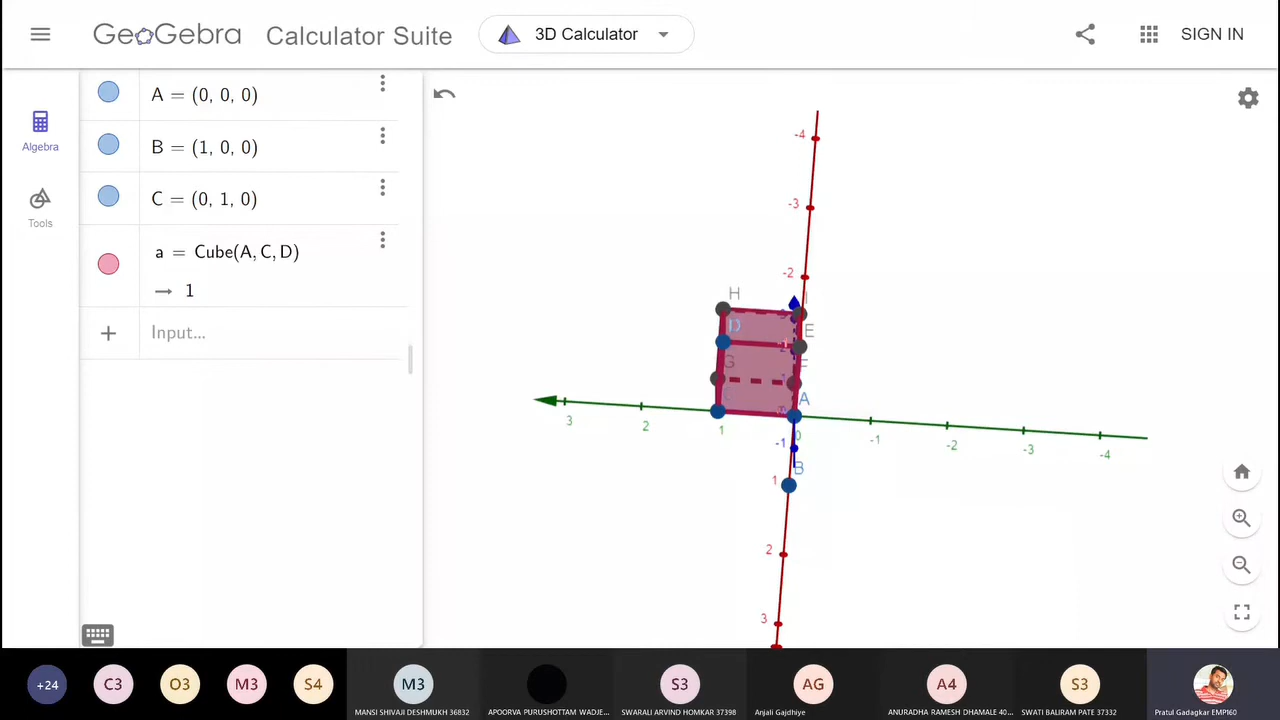 GeoGebra Calculator Suite 3D Calculator SIGN IN
Algebra
Tools
A = (0, 0, 0)
B = (1, 0, 0)
C = (0, 1, 0)
a = Cube(A, C, D)
→ 1
+ Input...
-4
-3
-2
H
D
E
G
F
A
3
2
1
0
-1
-2
-3
-4
-1
B
1
2
3
+24
C3
O3
M3
S4
M3
S3
AG
A4
S3
MANSI SHIVAJI DESHMUKH 36832
APOORVA PURUSHOTTAM WADJE...
SWARALI ARVIND HOMKAR 37398
Anjali Gajdhiye
ANURADHA RAMESH DHAMALE 40...
SWATI BALIRAM PATE 37332
Pratul Gadagkar EMP160